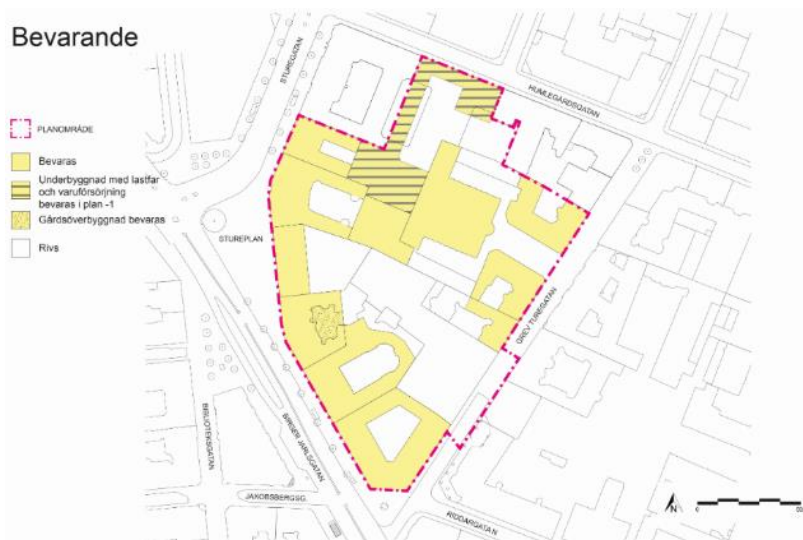 Bevarande
PLANOMRÅDE
Bevaras
Underbyggnad med lastfar
och varuförsörjning
bevaras i plan -1
Gårdsöverbyggnad bevaras
Rivs
STUREGATAN
HUMLEGÅRDSGATAN
STUREPLAN
GREV TUREGATAN
BIRGER JARLSGATAN
BIBLIOTEKSGATAN
JAKOBSBERGSG.
RIDDARGATAN
N
0